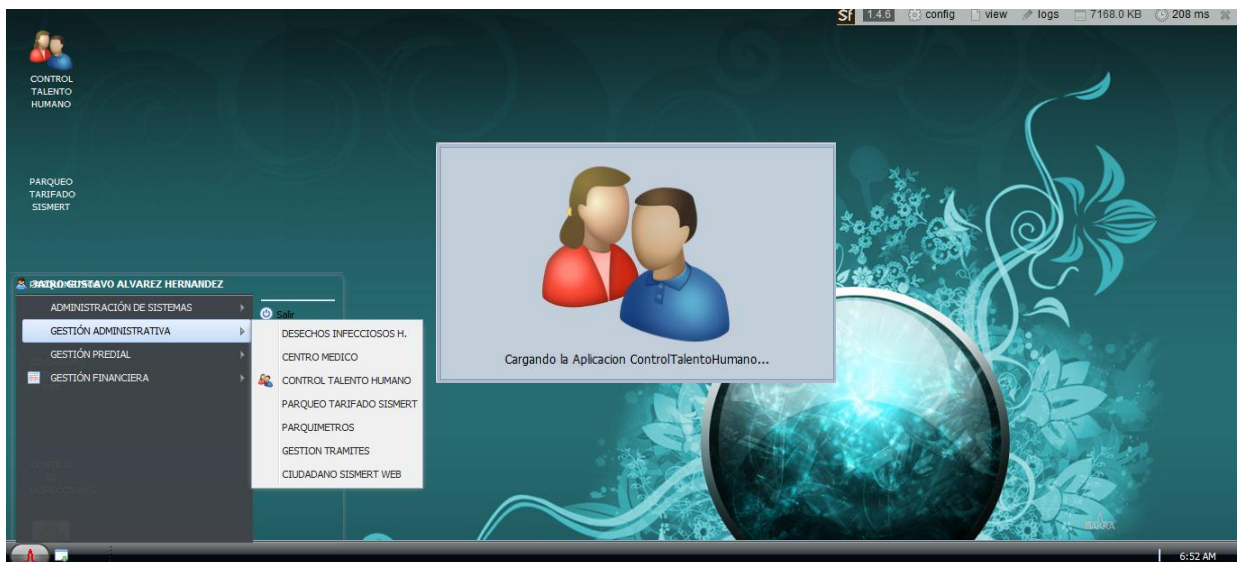 Sf 1.4.6 config view logs 7168.0 KB 208 ms
CONTROL
TALENTO
HUMANO
PARQUEO
TARIFADO
SISMERT
GUSTAVO ALVAREZ HERNANDEZ
ADMINISTRACIÓN DE SISTEMAS
Salir
GESTIÓN ADMINISTRATIVA
GESTIÓN PREDIAL
GESTIÓN FINANCIERA
DESECHOS INFECCIOSOS H.
CENTRO MEDICO
CONTROL TALENTO HUMANO
PARQUEO TARIFADO SISMERT
PARQUIMETROS
GESTION TRAMITES
CIUDADANO SISMERT WEB
Cargando la Aplicacion ControlTalentoHumano...
6:52 AM